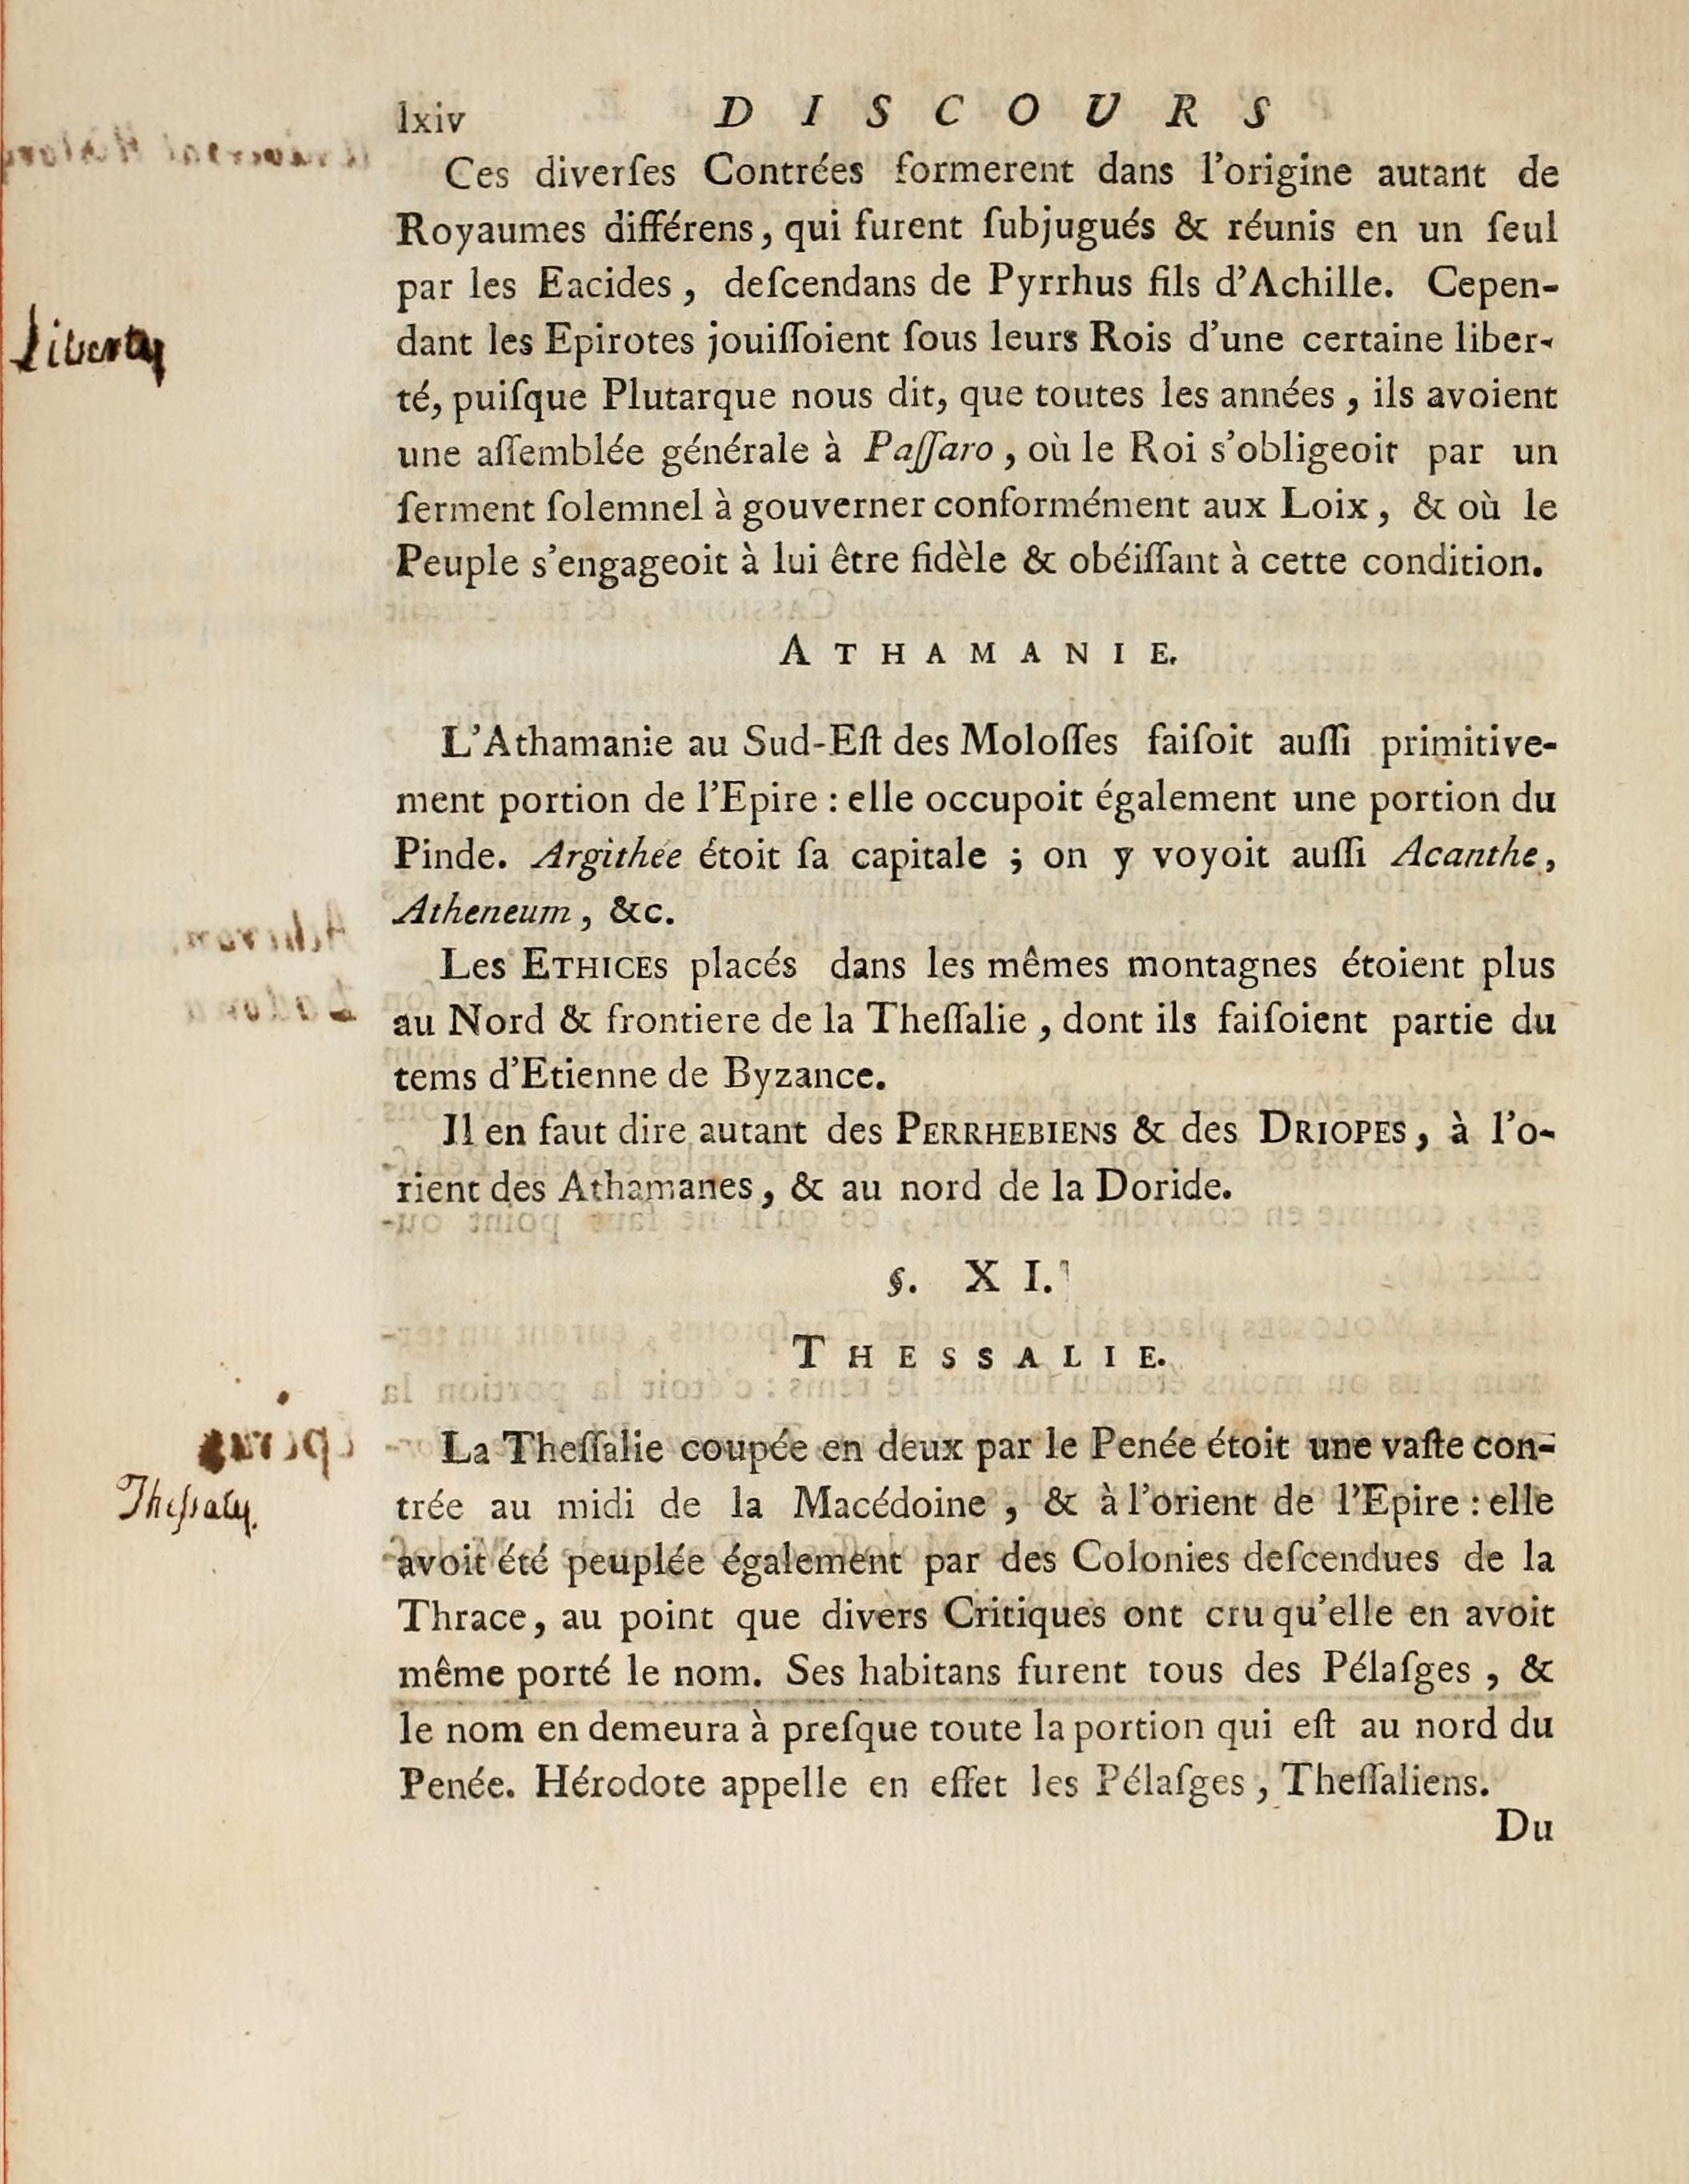 lxiv
D I S C O U R S
Ces diverſes Contrées formerent dans l'origine autant de
Royaumes différens, qui furent ſubjugués & réunis en un ſeul
par les Eacides, deſcendans de Pyrrhus fils d'Achille. Cepen-
dant les Epirotes jouiſſoient ſous leurs Rois d'une certaine liber-
Liberty
té, puiſque Plutarque nous dit, que toutes les années, ils avoient
une aſſemblée générale à Paſſaro, où le Roi s'obligeoit par un
ſerment ſolemnel à gouverner conformément aux Loix, & où le
Peuple s'engageoit à lui être fidèle & obéiſſant à cette condition.
ATHAMANIE.
L'Athamanie au Sud-Eſt des Moloſſes faiſoit auſſi primitive-
ment portion de l'Epire : elle occupoit également une portion du
Pinde. Argithée étoit ſa capitale ; on y voyoit auſſi Acanthe,
Atheneum, &c.
Les ETHICES placés dans les mêmes montagnes étoient plus
au Nord & frontiere de la Theſſalie, dont ils faiſoient partie du
tems d'Etienne de Byzance.
Il en faut dire autant des PERRHEBIENS & des DRIOPES, à l'o-
rient des Athamanes, & au nord de la Doride.
§. XI.
THESSALIE.
La Theſſalie coupée en deux par le Penée étoit une vaſte con-
Theſsaly.
trée au midi de la Macédoine, & à l'orient de l'Epire : elle
avoit été peuplée également par des Colonies deſcendues de la
Thrace, au point que divers Critiques ont cru qu'elle en avoit
même porté le nom. Ses habitans furent tous des Pélaſges, &
le nom en demeura à preſque toute la portion qui eſt au nord du
Penée. Hérodote appelle en effet les Pélaſges, Theſſaliens.
Du